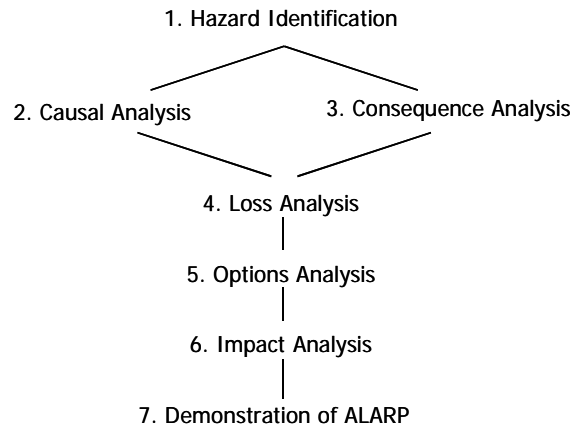 1. Hazard Identification
2. Causal Analysis
3. Consequence Analysis
4. Loss Analysis
5. Options Analysis
6. Impact Analysis
7. Demonstration of ALARP